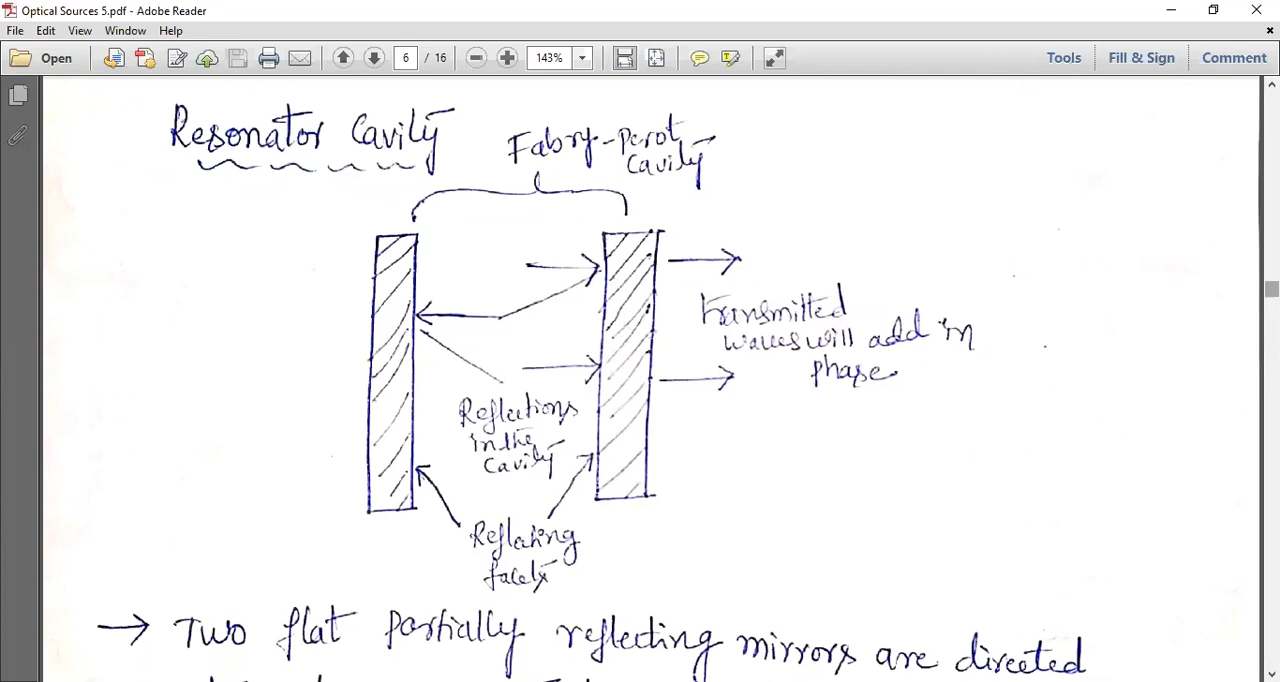 Optical Sources 5.pdf - Adobe Reader
File Edit View Window Help
Open 6 / 16 143% Tools Fill & Sign Comment
Resonator Cavity
Fabry-perot
Cavity
transmitted
waves will add in
phase.
Reflections
in the
Cavity
Reflating
facets
→ Two flat partially reflecting mirrors are directed